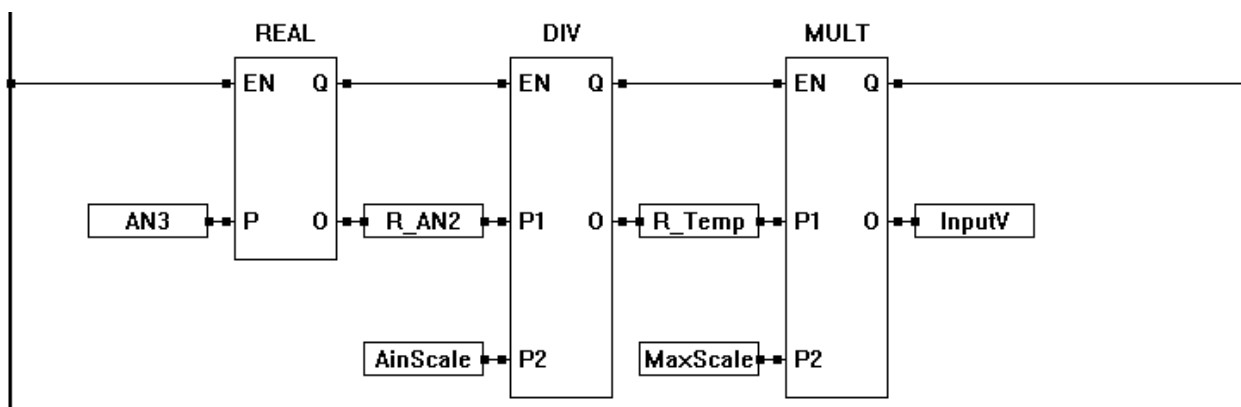 REAL DIV MULT
EN Q EN Q EN Q
AN3 P O R_AN2 P1 O R_Temp P1 O InputV
AinScale P2 MaxScale P2